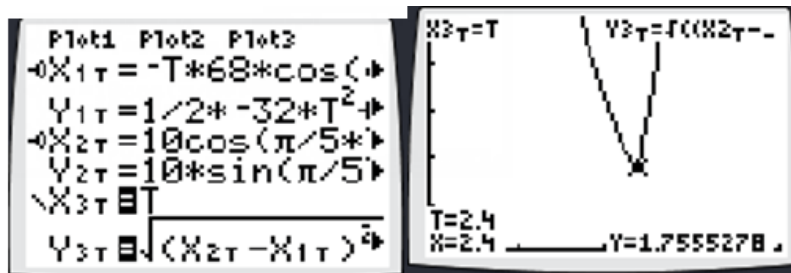 Plot1 Plot2 Plot3
X1T=-T*68*cos(
Y1T=1/2*-32*T²+
X2T=10cos(π/5*
Y2T=10*sin(π/5
\X3T=T
Y3T=√(X2T-X1T)²
X3T=T Y3T=√((X2T-…
T=2.4
X=2.4 Y=1.7555278